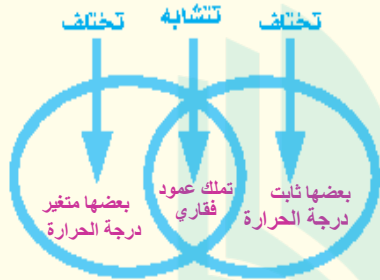 تختلف
تتشابه
تختلف
بعضها ثابت
درجة الحرارة
تملك عمود
فقاري
بعضها متغير
درجة الحرارة